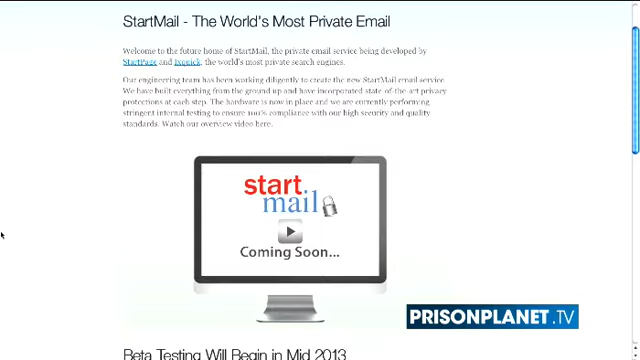 StartMail - The World's Most Private Email
Welcome to the future home of StartMail, the private email service being developed by
StartPage and Ixquick, the world's most private search engines.
Our engineering team has been working diligently to create the new StartMail email service.
We have built everything from the ground up and have incorporated state-of-the-art privacy
protections at each step. The hardware is now in place and we are currently performing
stringent internal testing to ensure 100% compliance with our high security and quality
standards. Watch our overview video here.
start
mail
Coming Soon...
PRISONPLANET.TV
Beta Testing Will Begin in Mid 2013